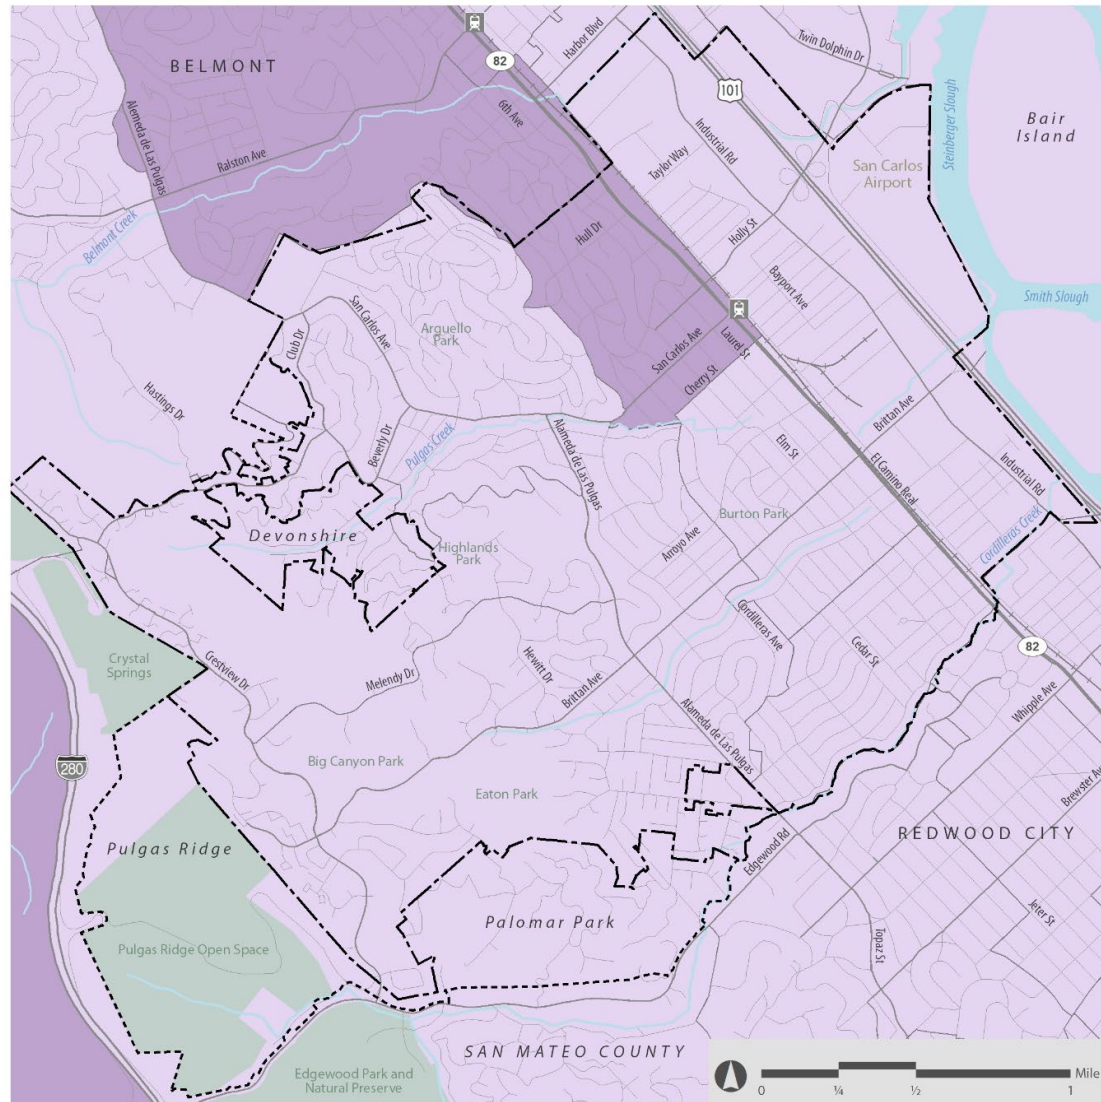 BELMONT
82
Harbor Blvd
Twin Dolphin Dr
101
Steinberger Slough
Bair
Island
Alameda de Las Pulgas
Ralston Ave
6th Ave
Industrial Rd
Taylor Way
San Carlos
Airport
Belmont Creek
Hull Dr
Holly St
Bayport Ave
Smith Slough
San Carlos Ave
Club Dr
Arguello
Park
San Carlos Ave
Laurel St
Cherry St
Hastings Dr
Beverly Dr
Pulgas Creek
Alameda de Las Pulgas
Elm St
Brittan Ave
El Camino Real
Industrial Rd
Devonshire
Highlands
Park
Burton Park
Arroyo Ave
Cordilleras Creek
Crystal
Springs
Crestview Dr
Melendy Dr
Hewitt Dr
Brittan Ave
Cordilleras Ave
Cedar St
82
Whipple Ave
Alameda de Las Pulgas
280
Big Canyon Park
Eaton Park
Brewster Av
Pulgas Ridge
Edgewood Rd
REDWOOD CITY
Palomar Park
Jeter St
Topaz St
Pulgas Ridge Open Space
SAN MATEO COUNTY
Edgewood Park and
Natural Preserve
0 ¼ ½ 1 Mile